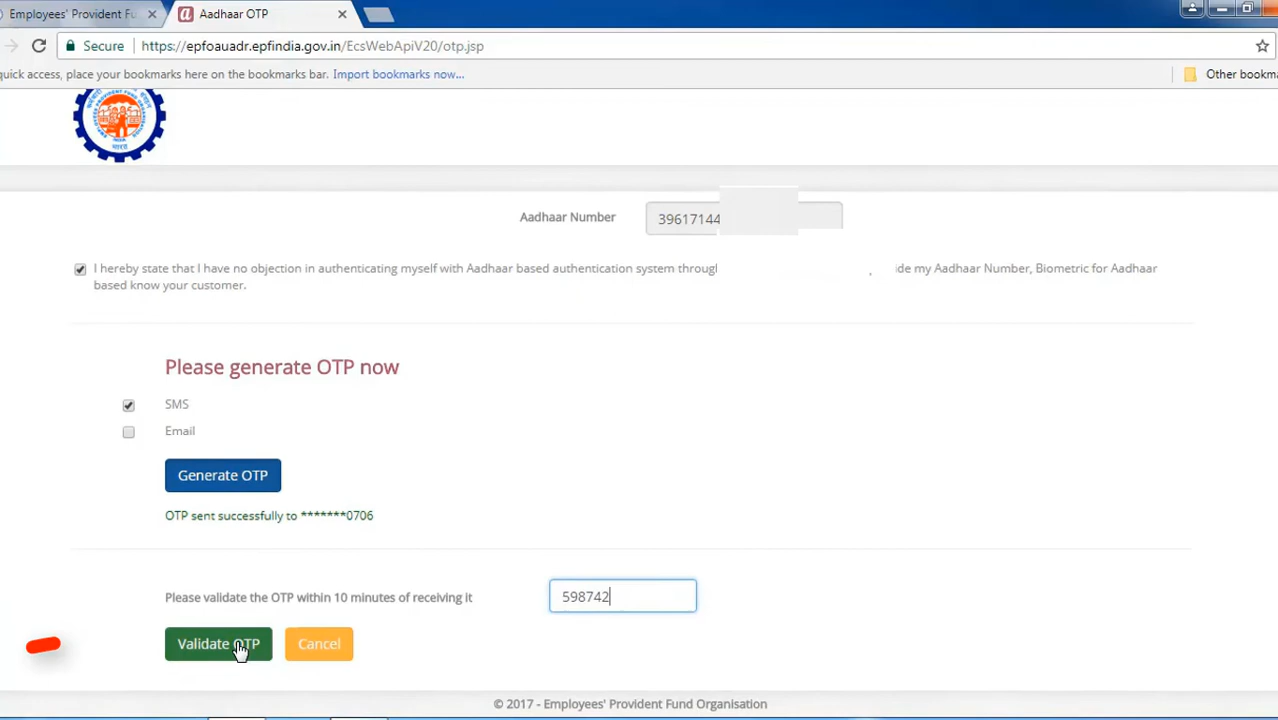 Employees' Provident Fu
Aadhaar OTP
Secure
https://epfoauadr.epfindia.gov.in/EcsWebApiV20/otp.jsp
quick access, place your bookmarks here on the bookmarks bar. Import bookmarks now...
Other bookma
Aadhaar Number
39617144
I hereby state that I have no objection in authenticating myself with Aadhaar based authentication system through , ide my Aadhaar Number, Biometric for Aadhaar
based know your customer.
Please generate OTP now
SMS
Email
Generate OTP
OTP sent successfully to *******0706
Please validate the OTP within 10 minutes of receiving it
598742
Validate OTP
Cancel
© 2017 - Employees' Provident Fund Organisation